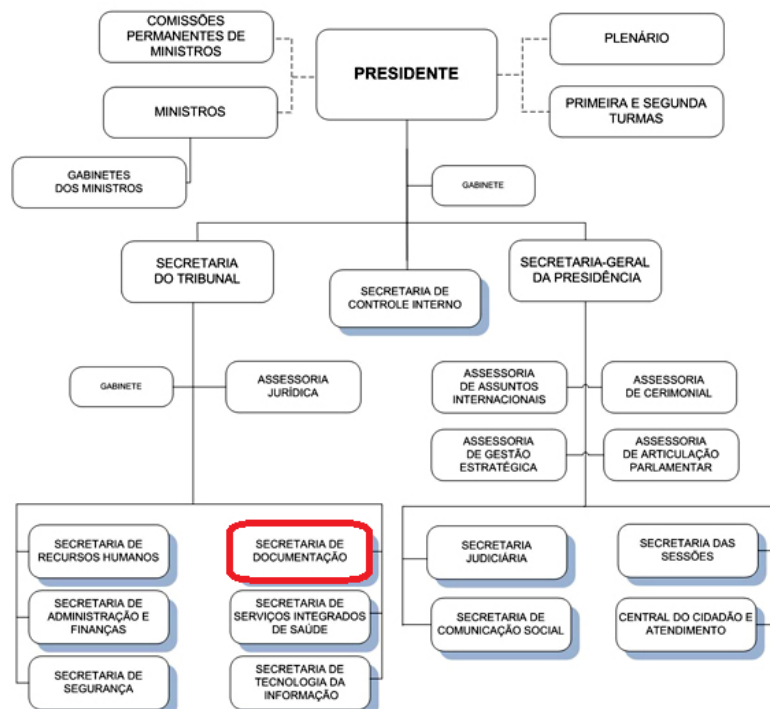 COMISSÕES
PERMANENTES DE
MINISTROS
PRESIDENTE
PLENÁRIO
MINISTROS
PRIMEIRA E SEGUNDA
TURMAS
GABINETES
DOS MINISTROS
GABINETE
SECRETARIA
DO TRIBUNAL
SECRETARIA DE
CONTROLE INTERNO
SECRETARIA-GERAL
DA PRESIDÊNCIA
GABINETE
ASSESSORIA
JURÍDICA
ASSESSORIA
DE ASSUNTOS
INTERNACIONAIS
ASSESSORIA
DE CERIMONIAL
ASSESSORIA
DE GESTÃO
ESTRATÉGICA
ASSESSORIA
DE ARTICULAÇÃO
PARLAMENTAR
SECRETARIA DE
RECURSOS HUMANOS
SECRETARIA DE
DOCUMENTAÇÃO
SECRETARIA
JUDICIÁRIA
SECRETARIA DAS
SESSÕES
SECRETARIA DE
ADMINISTRAÇÃO E
FINANÇAS
SECRETARIA DE
SERVIÇOS INTEGRADOS
DE SAÚDE
SECRETARIA DE
COMUNICAÇÃO SOCIAL
CENTRAL DO CIDADÃO E
ATENDIMENTO
SECRETARIA DE
SEGURANÇA
SECRETARIA DE
TECNOLOGIA DA
INFORMAÇÃO